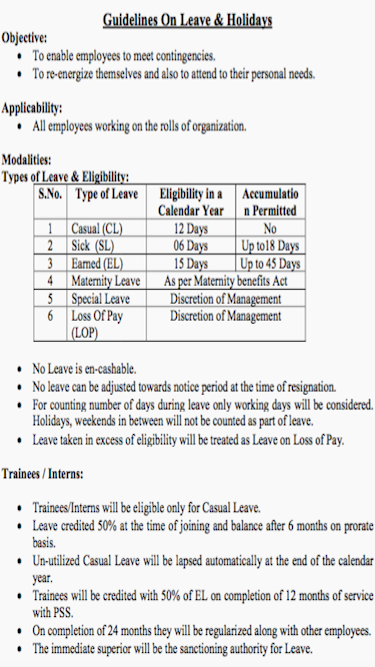 Guidelines On Leave & Holidays
Objective:
• To enable employees to meet contingencies.
• To re-energize themselves and also to attend to their personal needs.
Applicability:
• All employees working on the rolls of organization.
Modalities:
Types of Leave & Eligibility:
S.No. Type of Leave Eligibility in a Accumulatio
Calendar Year n Permitted
1 Casual (CL) 12 Days No
2 Sick (SL) 06 Days Up to18 Days
3 Earned (EL) 15 Days Up to 45 Days
4 Maternity Leave As per Maternity benefits Act
5 Special Leave Discretion of Management
6 Loss Of Pay Discretion of Management
(LOP)
• No Leave is en-cashable.
• No leave can be adjusted towards notice period at the time of resignation.
• For counting number of days during leave only working days will be considered.
Holidays, weekends in between will not be counted as part of leave.
• Leave taken in excess of eligibility will be treated as Leave on Loss of Pay.
Trainees / Interns:
• Trainees/Interns will be eligible only for Casual Leave.
• Leave credited 50% at the time of joining and balance after 6 months on prorate
basis.
• Un-utilized Casual Leave will be lapsed automatically at the end of the calendar
year.
• Trainees will be credited with 50% of EL on completion of 12 months of service
with PSS.
• On completion of 24 months they will be regularized along with other employees.
• The immediate superior will be the sanctioning authority for Leave.